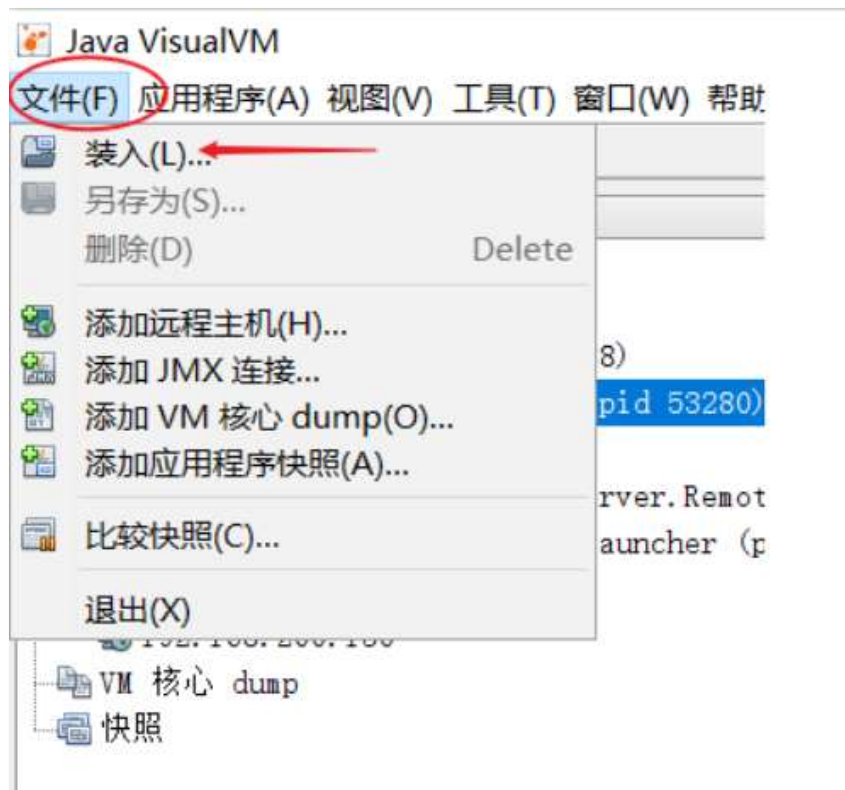 Java VisualVM
文件(F) 应用程序(A) 视图(V) 工具(T) 窗口(W) 帮助
装入(L)...
另存为(S)...
删除(D) Delete
添加远程主机(H)...
8)
添加 JMX 连接...
pid 53280)
添加 VM 核心 dump(O)...
添加应用程序快照(A)...
rver.Remot
比较快照(C)...
auncher (p
退出(X)
VM 核心 dump
快照